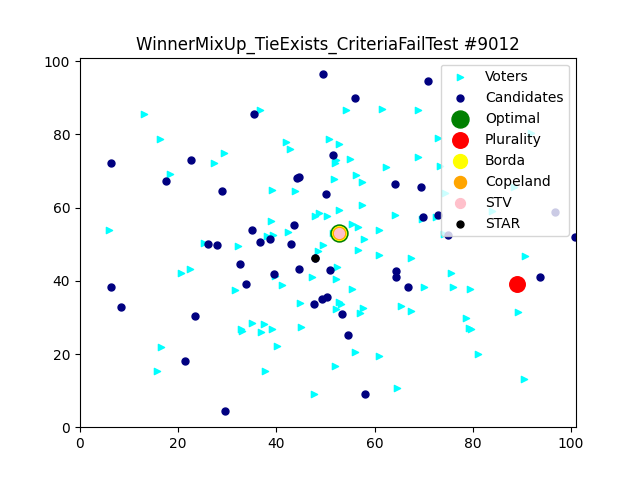 WinnerMixUp_TieExists_CriteriaFailTest #9012
100
80
60
40
20
0
0
20
40
60
80
100
Voters
Candidates
Optimal
Plurality
Borda
Copeland
STV
STAR